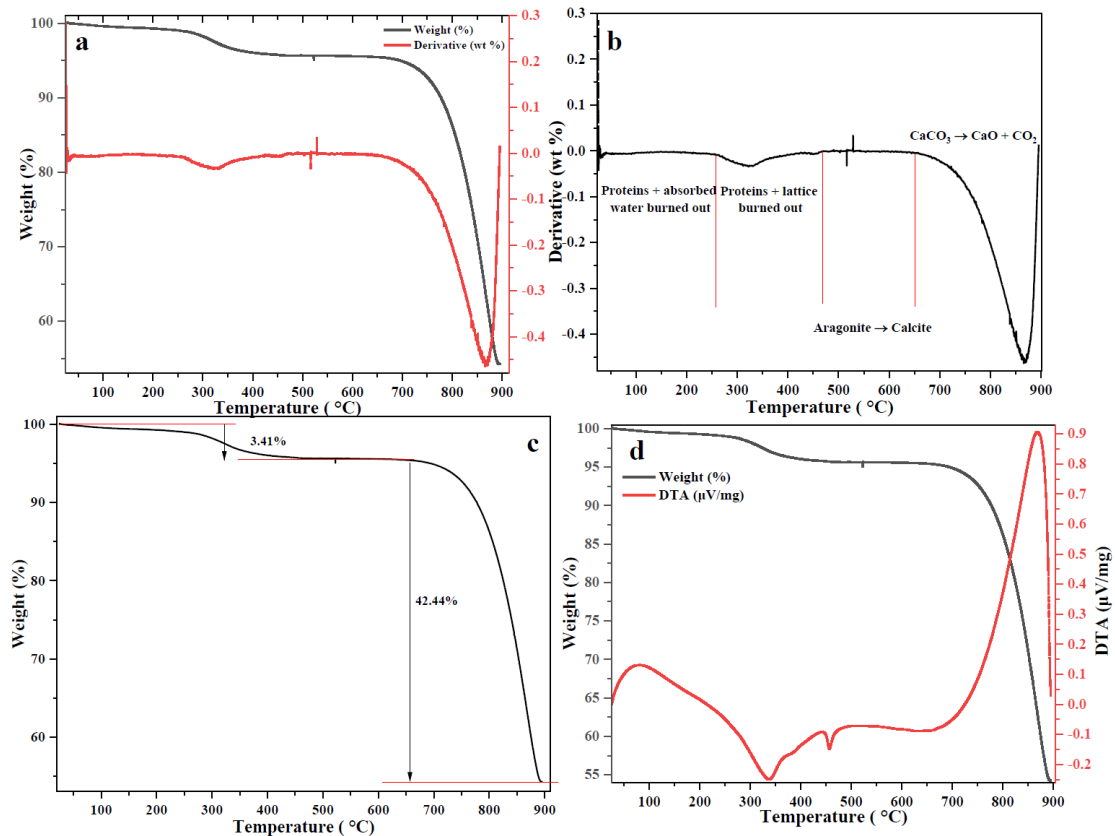 a
Weight (%)
Derivative (wt %)
100
90
80
70
60
Weight (%)
0.3
0.2
0.1
0.0
-0.1
-0.2
-0.3
-0.4
Derivative (wt %)
100 200 300 400 500 600 700 800 900
Temperature ( °C)
b
0.3
0.2
0.1
0.0
-0.1
-0.2
-0.3
-0.4
CaCO3 → CaO + CO2
Proteins + absorbed
water burned out
Proteins + lattice
burned out
Aragonite → Calcite
100 200 300 400 500 600 700 800 900
Temperature ( °C)
c
100
90
80
70
60
Weight (%)
3.41%
42.44%
100 200 300 400 500 600 700 800 900
Temperature ( °C)
d
Weight (%)
DTA (μV/mg)
100
95
90
85
80
75
70
65
60
55
Weight (%)
0.9
0.8
0.7
0.6
0.5
0.4
0.3
0.2
0.1
0.0
-0.1
-0.2
DTA (μV/mg)
100 200 300 400 500 600 700 800 900
Temperature ( °C)